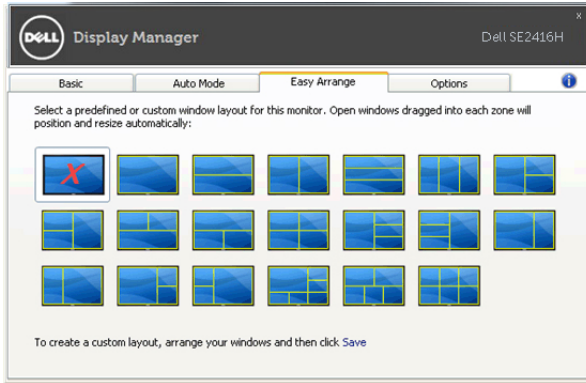 x
DELL Display Manager Dell SE2416H
Basic Auto Mode Easy Arrange Options i
Select a predefined or custom window layout for this monitor. Open windows dragged into each zone will
position and resize automatically:
X
To create a custom layout, arrange your windows and then click Save